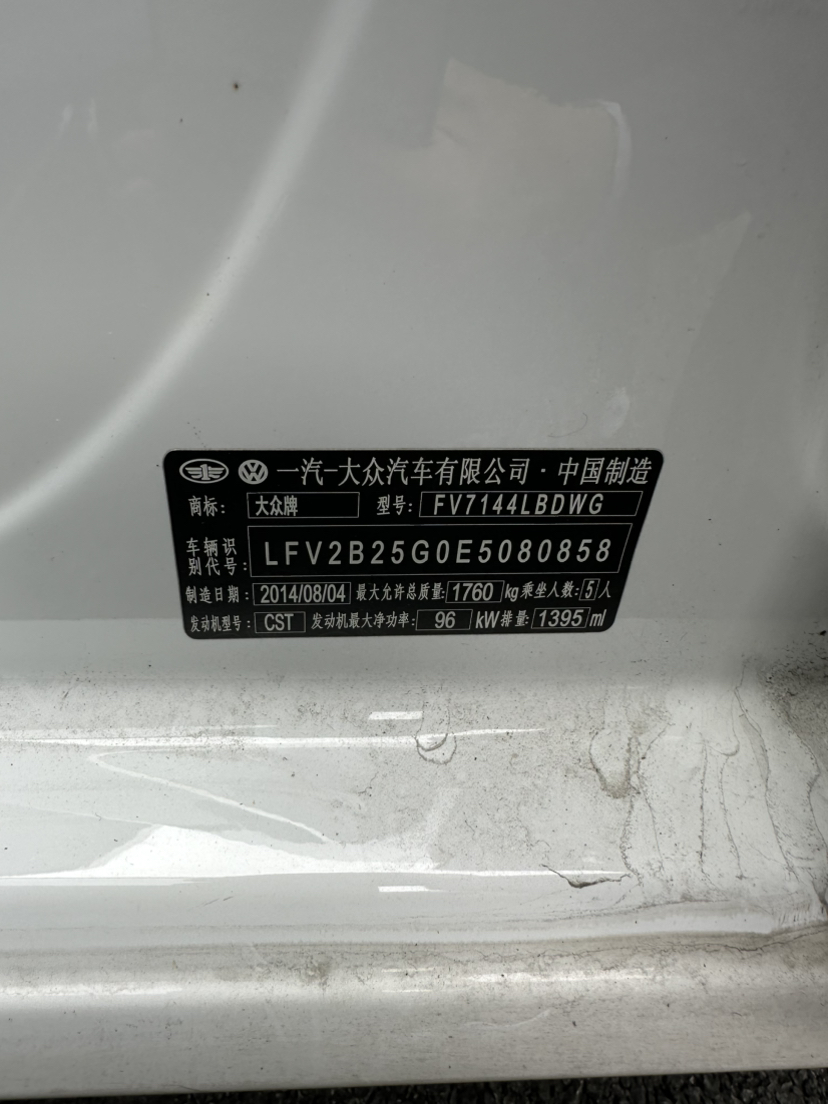 一汽-大众汽车有限公司·中国制造
商标: 大众牌 型号: FV7144LBDWG
车辆识别代号: LFV2B25G0E5080858
制造日期: 2014/08/04 最大允许总质量: 1760 kg 乘坐人数: 5 人
发动机型号: CST 发动机最大净功率: 96 kW 排量: 1395 ml